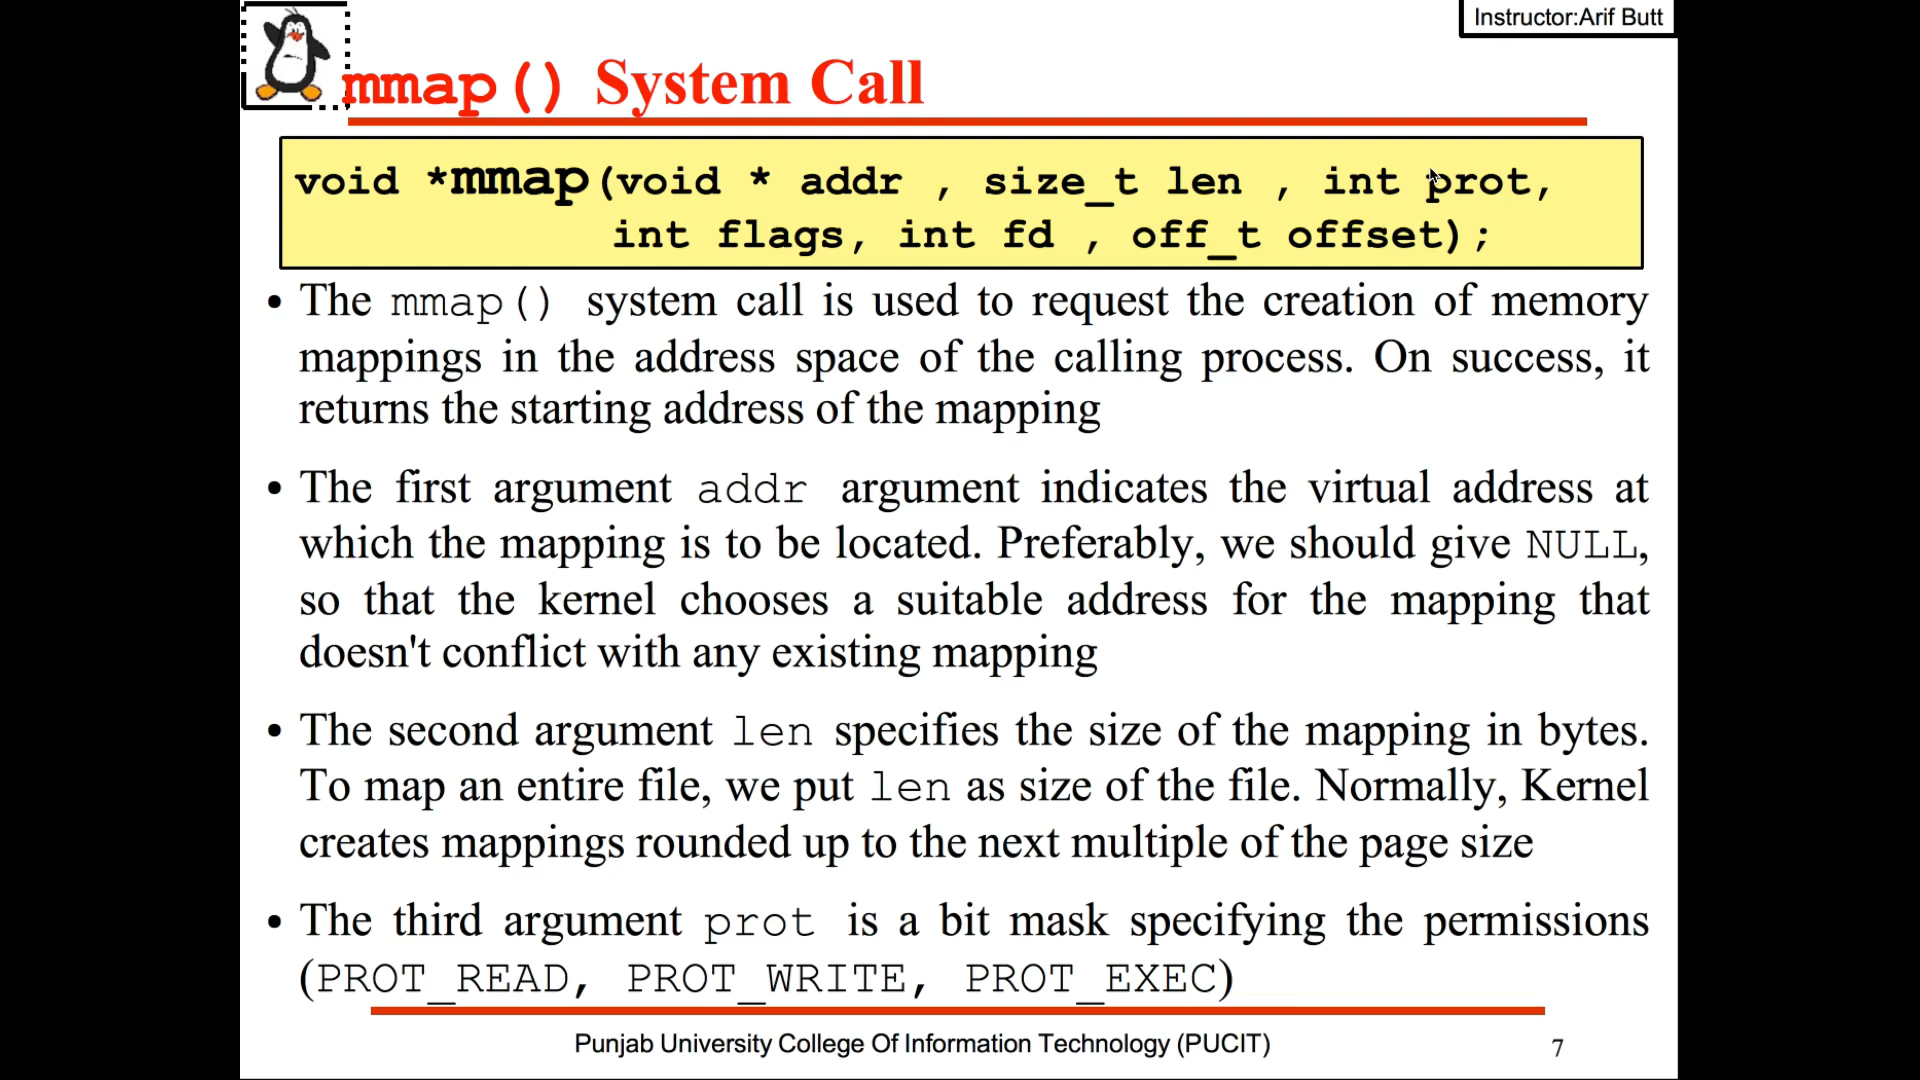 Instructor:Arif Butt
mmap() System Call
void *mmap(void * addr , size_t len , int prot,
int flags, int fd , off_t offset);
• The mmap() system call is used to request the creation of memory
mappings in the address space of the calling process. On success, it
returns the starting address of the mapping
• The first argument addr argument indicates the virtual address at
which the mapping is to be located. Preferably, we should give NULL,
so that the kernel chooses a suitable address for the mapping that
doesn't conflict with any existing mapping
• The second argument len specifies the size of the mapping in bytes.
To map an entire file, we put len as size of the file. Normally, Kernel
creates mappings rounded up to the next multiple of the page size
• The third argument prot is a bit mask specifying the permissions
(PROT_READ, PROT_WRITE, PROT_EXEC)
Punjab University College Of Information Technology (PUCIT)
7